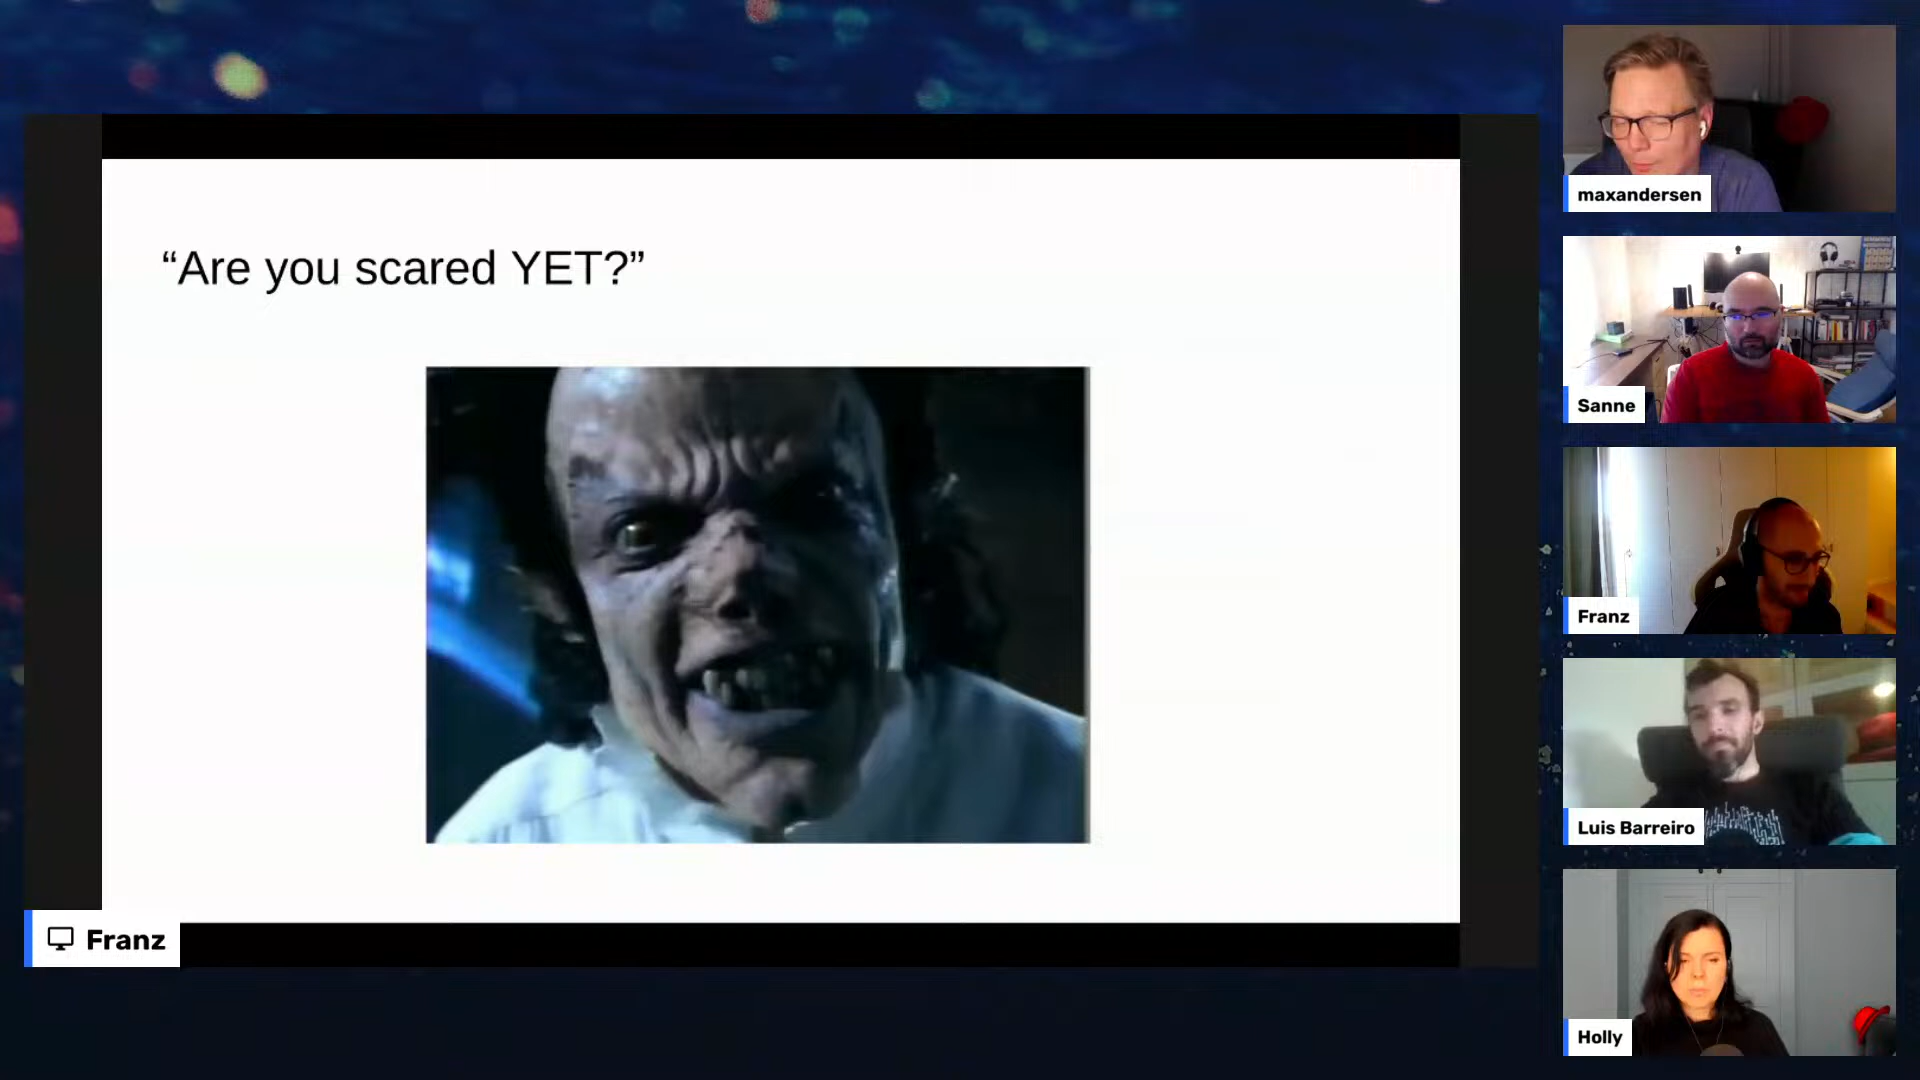 “Are you scared YET?”
Franz
maxandersen
Sanne
Franz
Luis Barreiro
Holly